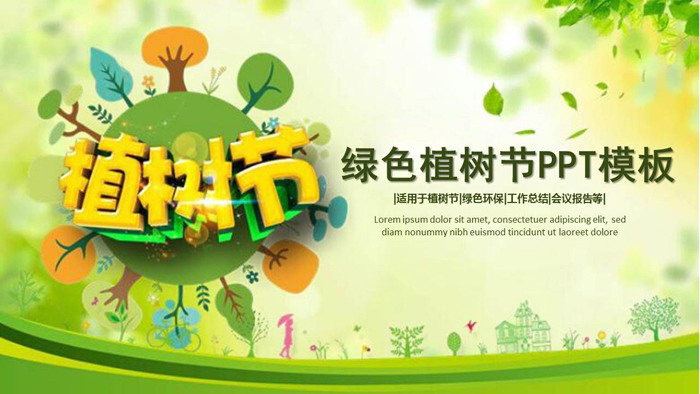 植树节
绿色植树节PPT模板
|适用于植树节|绿色环保|工作总结|会议报告等|
Lorem ipsum dolor sit amet, consectetuer adipiscing elit, sed
diam nonummy nibh euismod tincidunt ut laoreet dolore